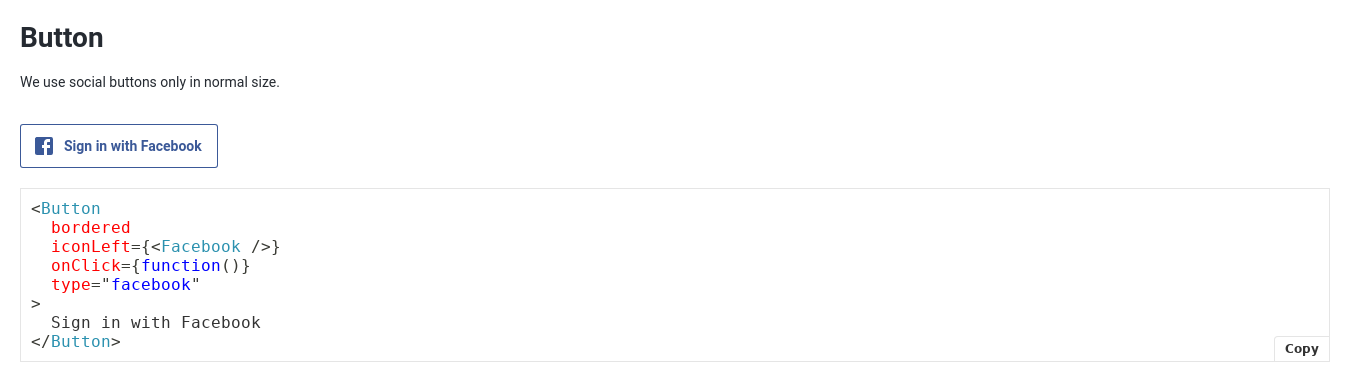 Button
We use social buttons only in normal size.
Sign in with Facebook
<Button
  bordered
  iconLeft={<Facebook />}
  onClick={function()}
  type="facebook"
>
  Sign in with Facebook
</Button>
Copy